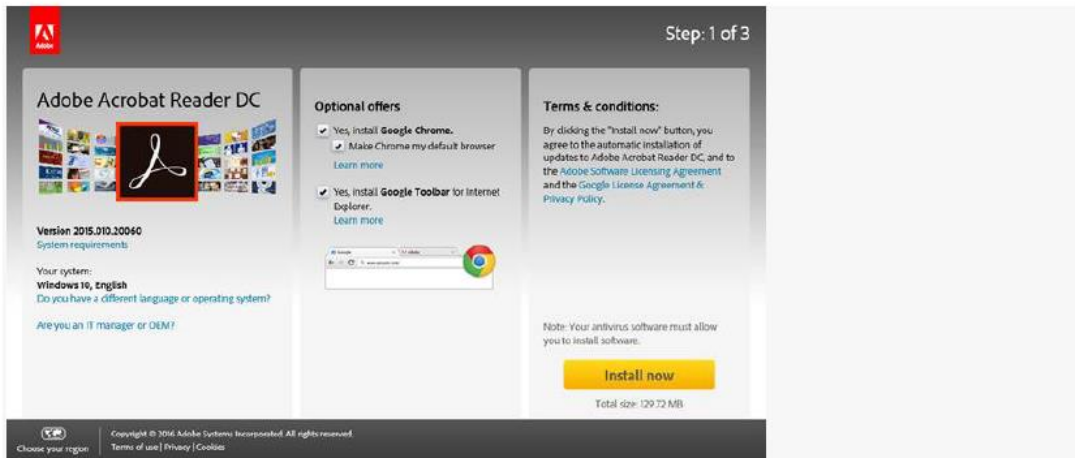 Adobe
Step: 1 of 3
Adobe Acrobat Reader DC
Version 2015.010.20060
System requirements
Your system:
Windows 10, English
Do you have a different language or operating system?
Are you an IT manager or OEM?
Optional offers
Yes, install Google Chrome.
Make Chrome my default browser
Learn more
Yes, install Google Toolbar for Internet
Explorer.
Learn more
Terms & conditions:
By clicking the "Install now" button, you
agree to the automatic installation of
updates to Adobe Acrobat Reader DC, and to
the Adobe Software Licensing Agreement
and the Google License Agreement &
Privacy Policy.
Note: Your antivirus software must allow
you to install software.
Install now
Total size: 129.72 MB
Choose your region
Copyright © 2016 Adobe Systems Incorporated. All rights reserved.
Terms of use | Privacy | Cookies